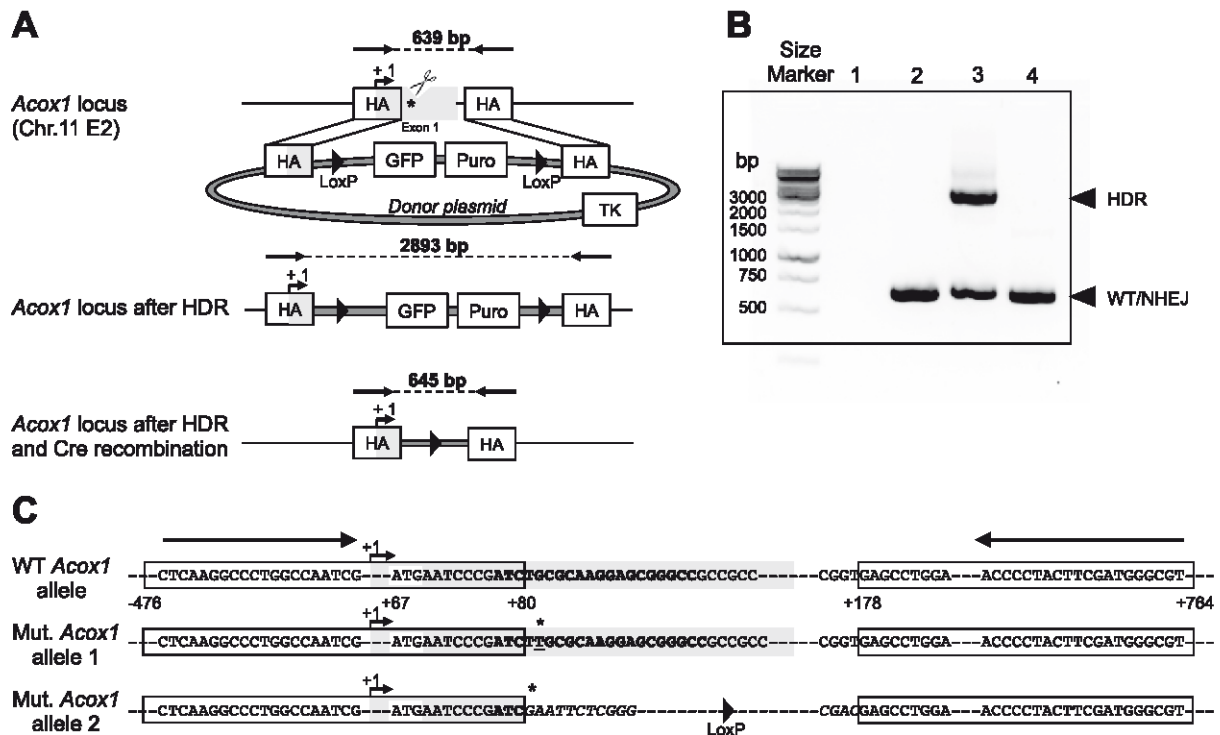 A
639 bp
+1
Acox1 locus
(Chr.11 E2)
HA
*
HA
Exon 1
HA
LoxP
GFP
Puro
LoxP
HA
Donor plasmid
TK
2893 bp
+1
Acox1 locus after HDR
HA
GFP
Puro
HA
645 bp
+1
Acox1 locus after HDR
and Cre recombination
HA
HA
B
Size
Marker 1 2 3 4
bp
3000
2000
1500
1000
750
500
HDR
WT/NHEJ
C
+1
WT Acox1
allele
CTCAAGGCCCTGGCCAATCG
ATGAATCCCGATCTGCGCAAGGAGCGGGCCGCCGCC
CGGTGAGCCTGGA
ACCCCTACTTCGATGGGCGT
-476 +67 +80 +178 +764
+1
*
Mut. Acox1
allele 1
CTCAAGGCCCTGGCCAATCG
ATGAATCCCGATCTTGCGCAAGGAGCGGGCCGCCGCC
CGGTGAGCCTGGA
ACCCCTACTTCGATGGGCGT
+1
*
Mut. Acox1
allele 2
CTCAAGGCCCTGGCCAATCG
ATGAATCCCGATCGAATTCTCGGG
LoxP
CGACGAGCCTGGA
ACCCCTACTTCGATGGGCGT